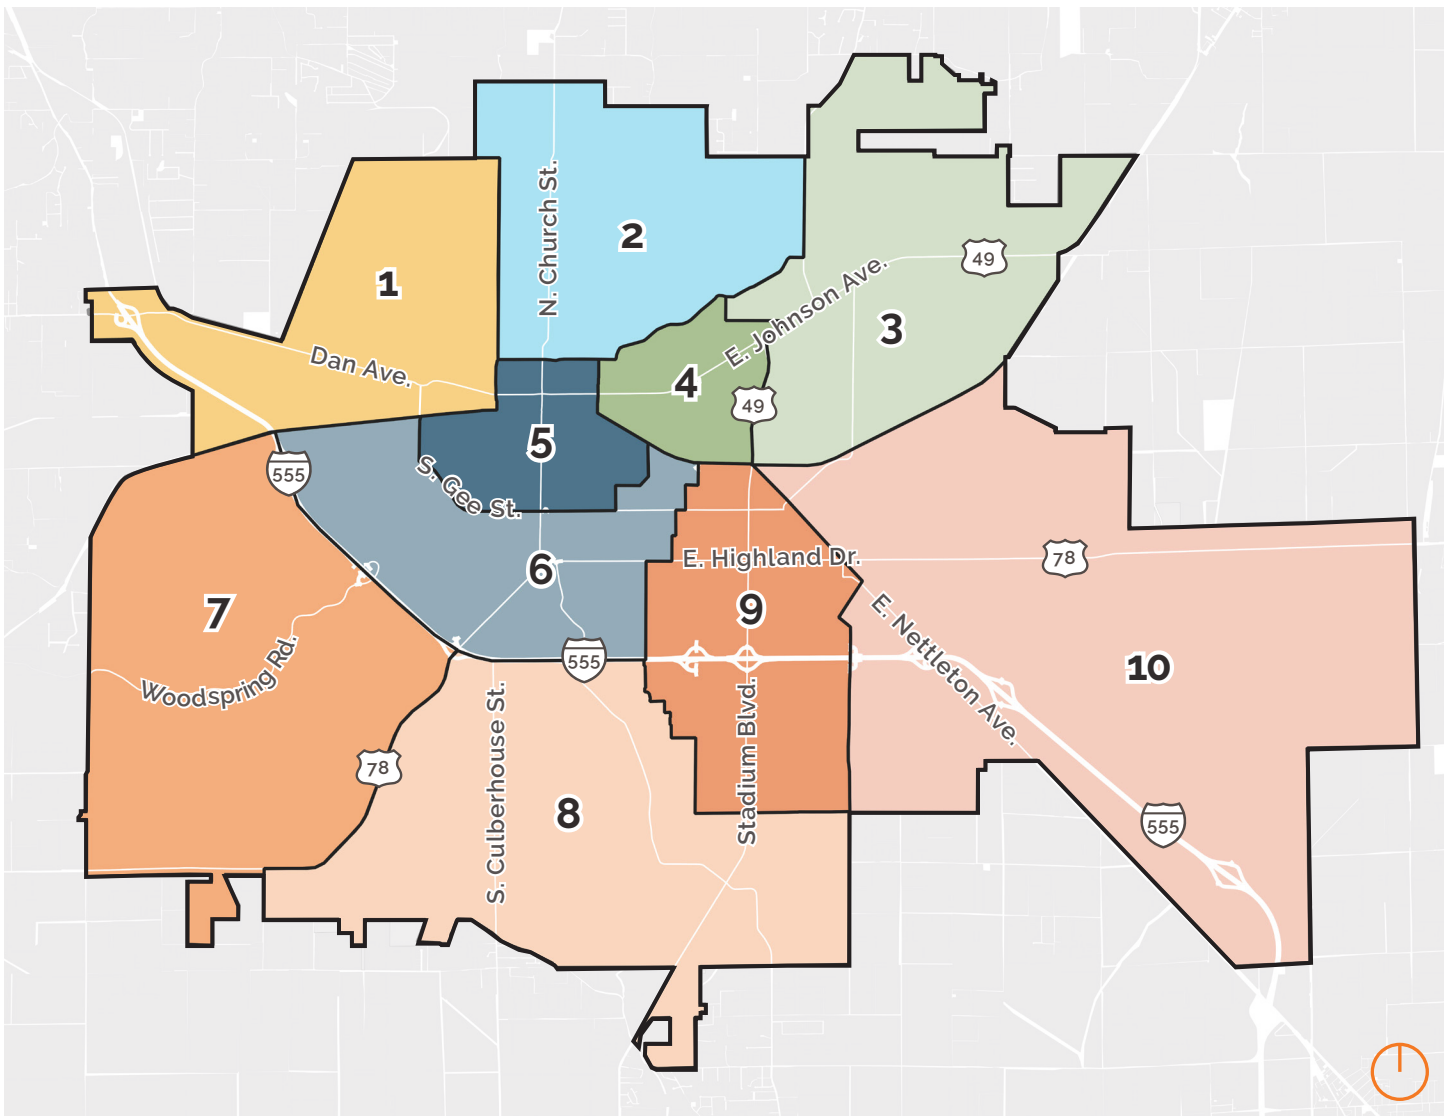 N. Church St.
2
1
49
E. Johnson Ave.
3
Dan Ave.
4
49
5
555
S. Gee St.
E. Highland Dr.
78
6
7
9
E. Nettleton Ave.
555
10
Woodspring Rd.
S. Culberhouse St.
Stadium Blvd.
78
8
555